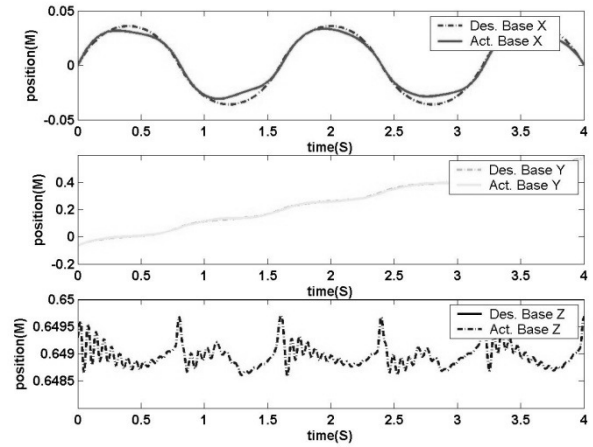 0.05
0
-0.05
position(M)
Des. Base X
Act. Base X
0 0.5 1 1.5 2 2.5 3 3.5 4
time(S)
0.4
0.2
0
-0.2
position(M)
Des. Base Y
Act. Base Y
0 0.5 1 1.5 2 2.5 3 3.5 4
time(S)
0.65
0.6495
0.649
0.6485
position(M)
Des. Base Z
Act. Base Z
0 0.5 1 1.5 2 2.5 3 3.5 4
time(S)